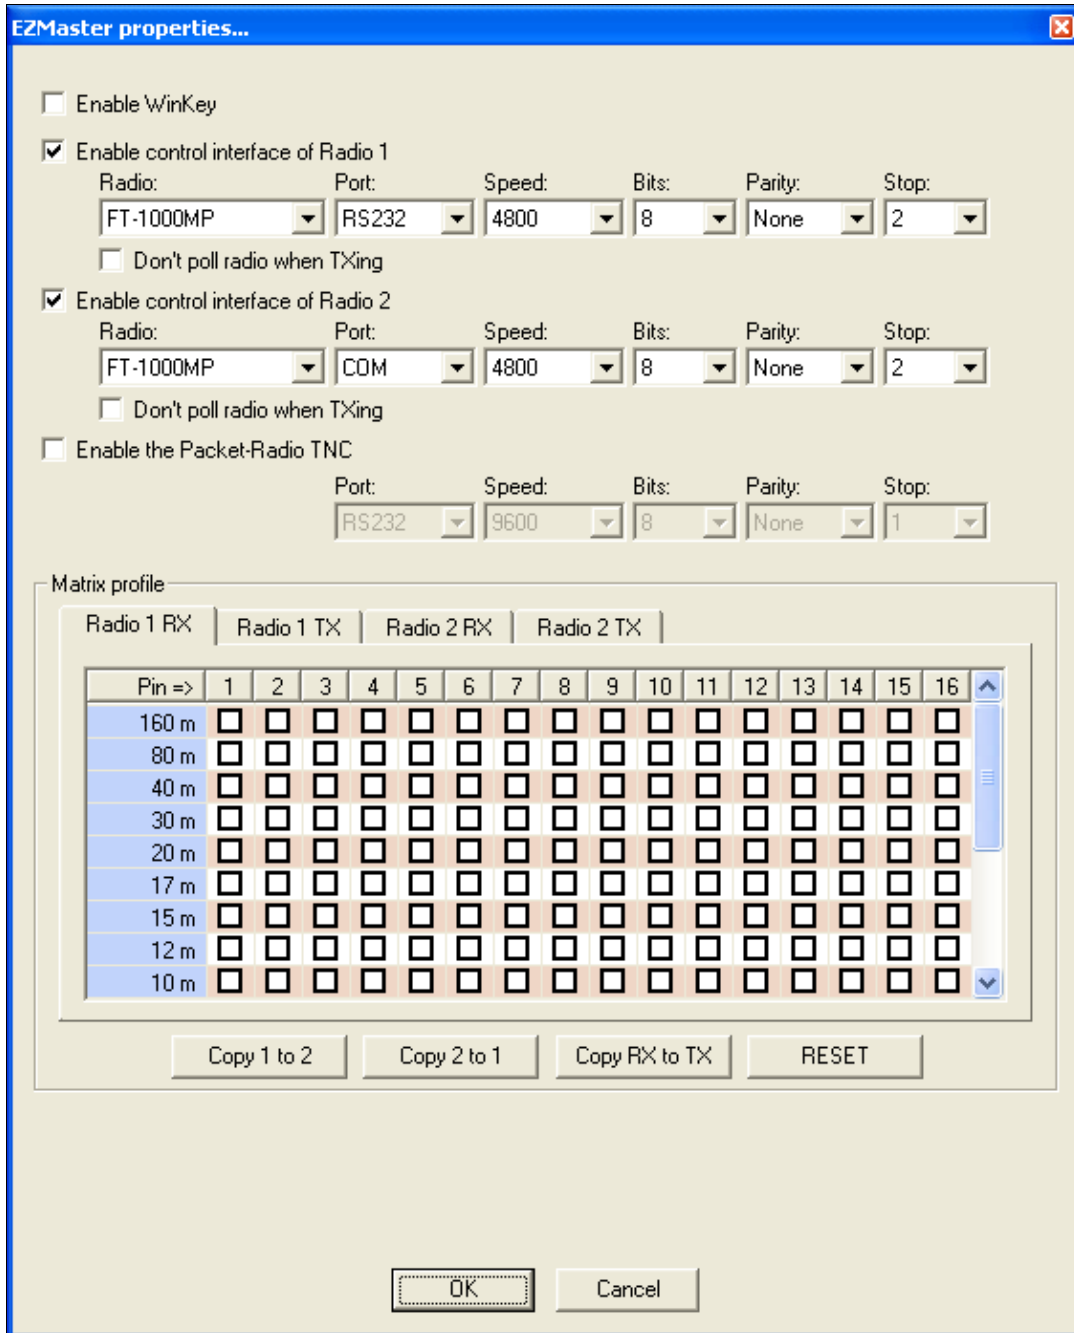 EZMaster properties...
Enable WinKey
Enable control interface of Radio 1
Radio: Port: Speed: Bits: Parity: Stop:
FT-1000MP RS232 4800 8 None 2
Don't poll radio when TXing
Enable control interface of Radio 2
Radio: Port: Speed: Bits: Parity: Stop:
FT-1000MP COM 4800 8 None 2
Don't poll radio when TXing
Enable the Packet-Radio TNC
Port: Speed: Bits: Parity: Stop:
RS232 9600 8 None 1
Matrix profile
Radio 1 RX Radio 1 TX Radio 2 RX Radio 2 TX
Pin => 1 2 3 4 5 6 7 8 9 10 11 12 13 14 15 16
160 m
80 m
40 m
30 m
20 m
17 m
15 m
12 m
10 m
Copy 1 to 2 Copy 2 to 1 Copy RX to TX RESET
OK Cancel